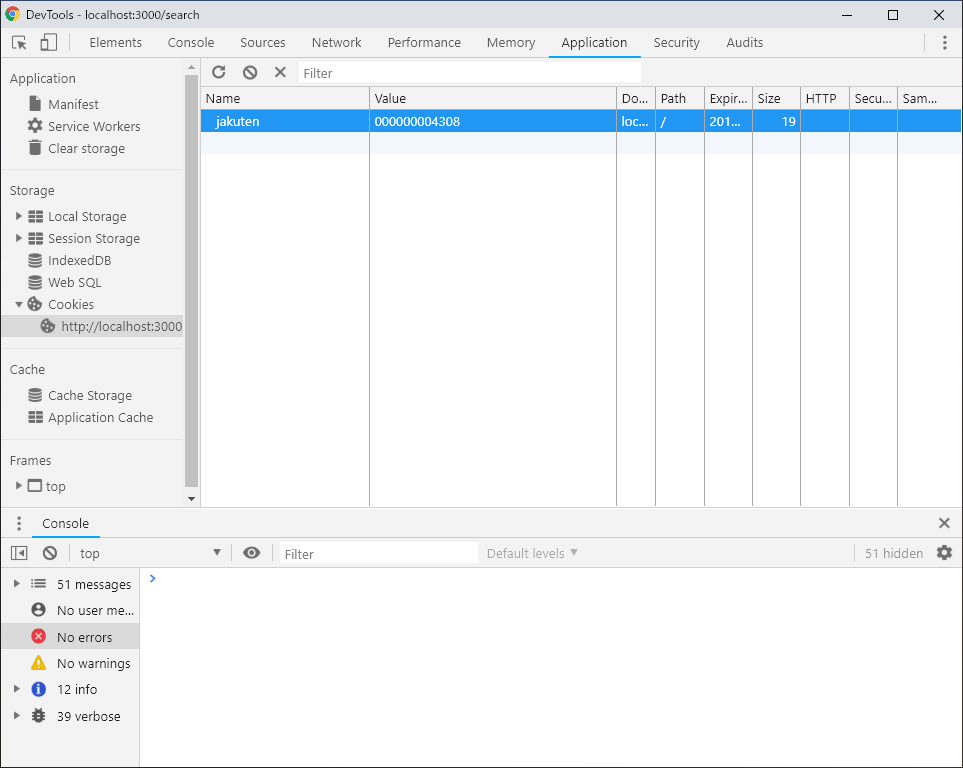 DevTools - localhost:3000/search
Elements Console Sources Network Performance Memory Application Security Audits
Application
Manifest
Service Workers
Clear storage
Storage
Local Storage
Session Storage
IndexedDB
Web SQL
Cookies
http://localhost:3000
Cache
Cache Storage
Application Cache
Frames
top
Filter
Name Value Do... Path Expir... Size HTTP Secu... Sam...
jakuten 000000004308 loc... / 201... 19
Console
top Filter Default levels 51 hidden
51 messages
No user me...
No errors
No warnings
12 info
39 verbose